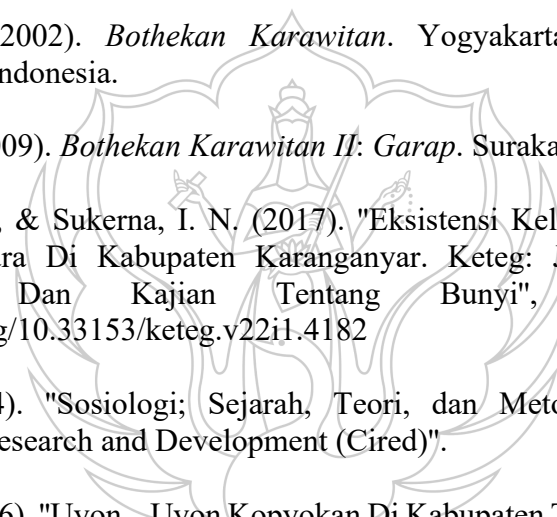 2002). Bothekan Karawitan. Yogyakarta
ndonesia.
09). Bothekan Karawitan II: Garap. Suraka
, & Sukerna, I. N. (2017). "Eksistensi Kel
ara Di Kabupaten Karanganyar. Keteg: J
Dan Kajian Tentang Bunyi",
g/10.33153/keteg.v22i1.4182
4). "Sosiologi; Sejarah, Teori, dan Meto
esearch and Development (Cired)".
6). "Uyon – Uyon Kopyokan Di Kabupaten T